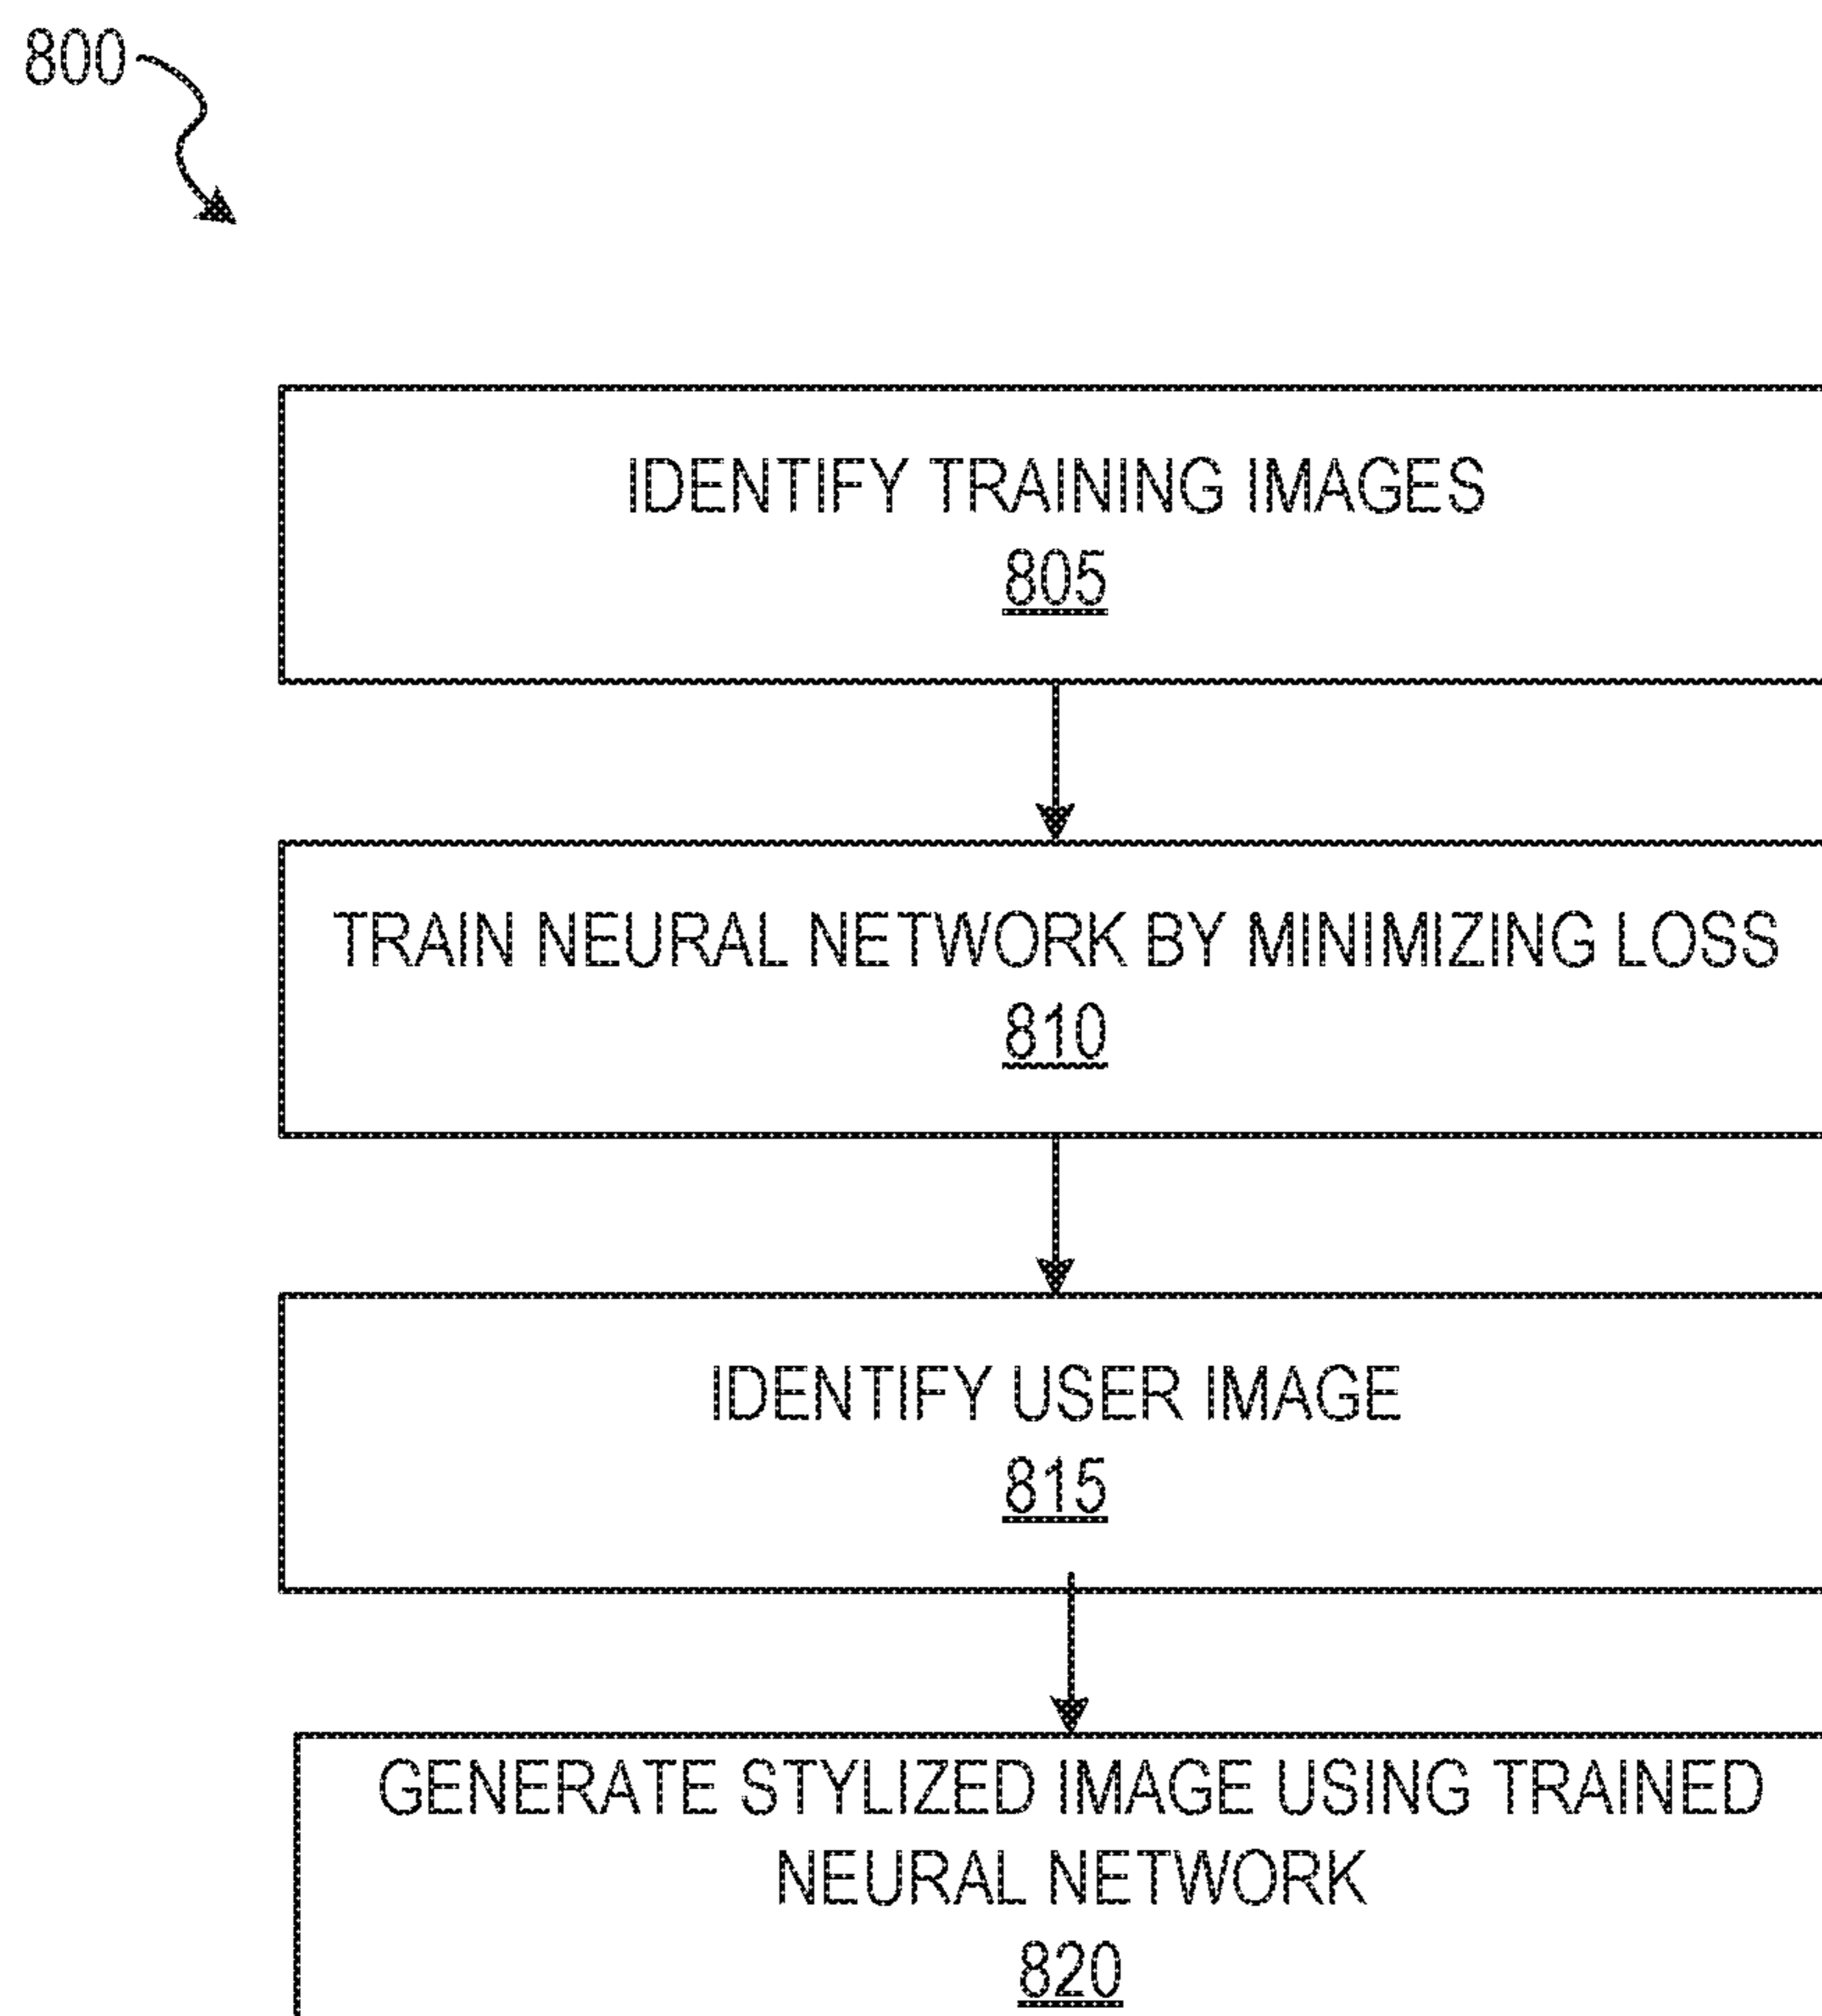 800
IDENTIFY TRAINING IMAGES
805
TRAIN NEURAL NETWORK BY MINIMIZING LOSS
810
IDENTIFY USER IMAGE
815
GENERATE STYLIZED IMAGE USING TRAINED
NEURAL NETWORK
820